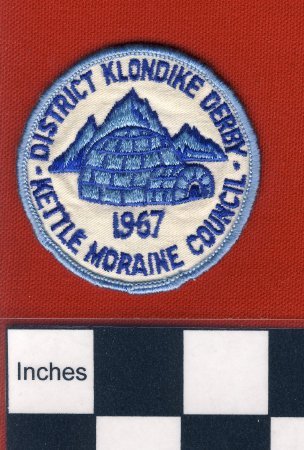 DISTRICT KLONDIKE DERBY
1967
- KETTLE MORAINE COUNCIL -
Inches